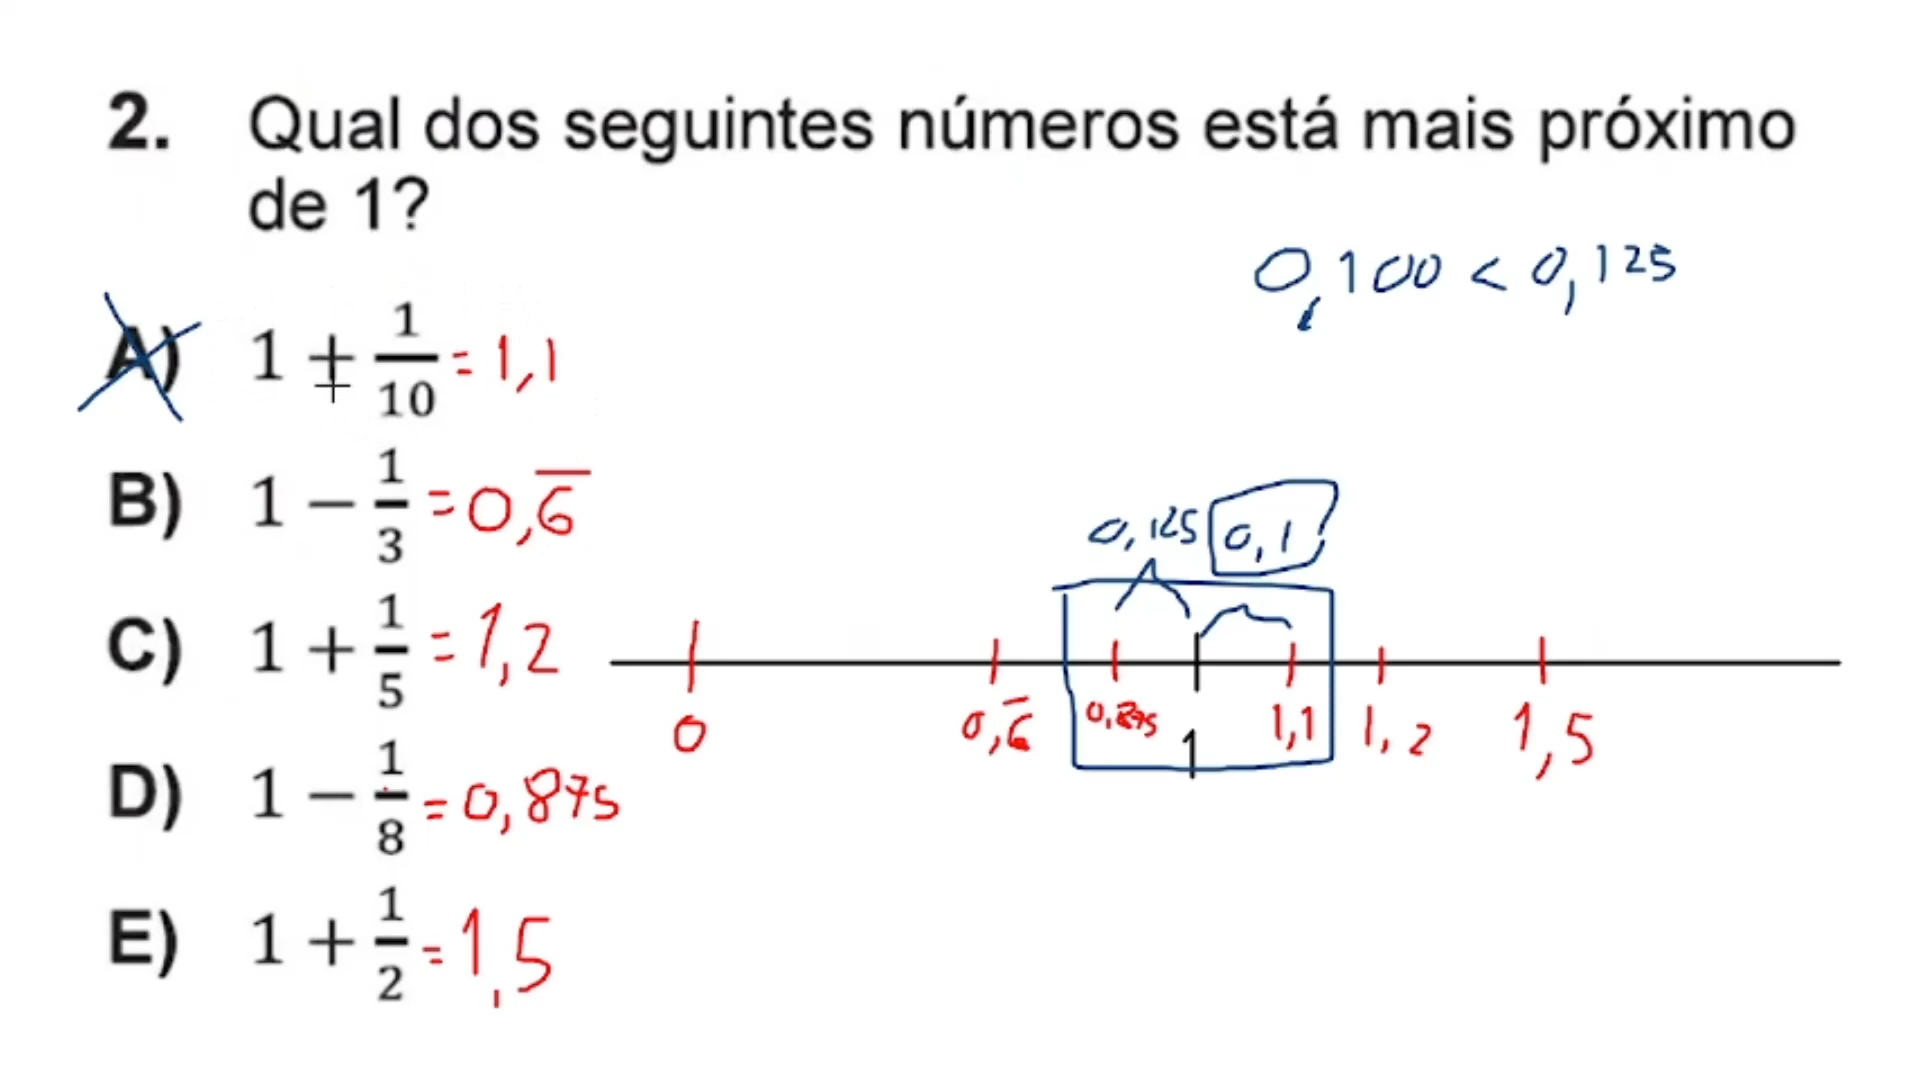 2. Qual dos seguintes números está mais próximo
de 1?
0,100 < 0,125
A) 1 + 1/10 = 1,1
B) 1 − 1/3 = 0,6̅
0,125 0,1
C) 1 + 1/5 = 1,2
0 0,6̅ 0,875 1 1,1 1,2 1,5
D) 1 − 1/8 = 0,875
E) 1 + 1/2 = 1,5